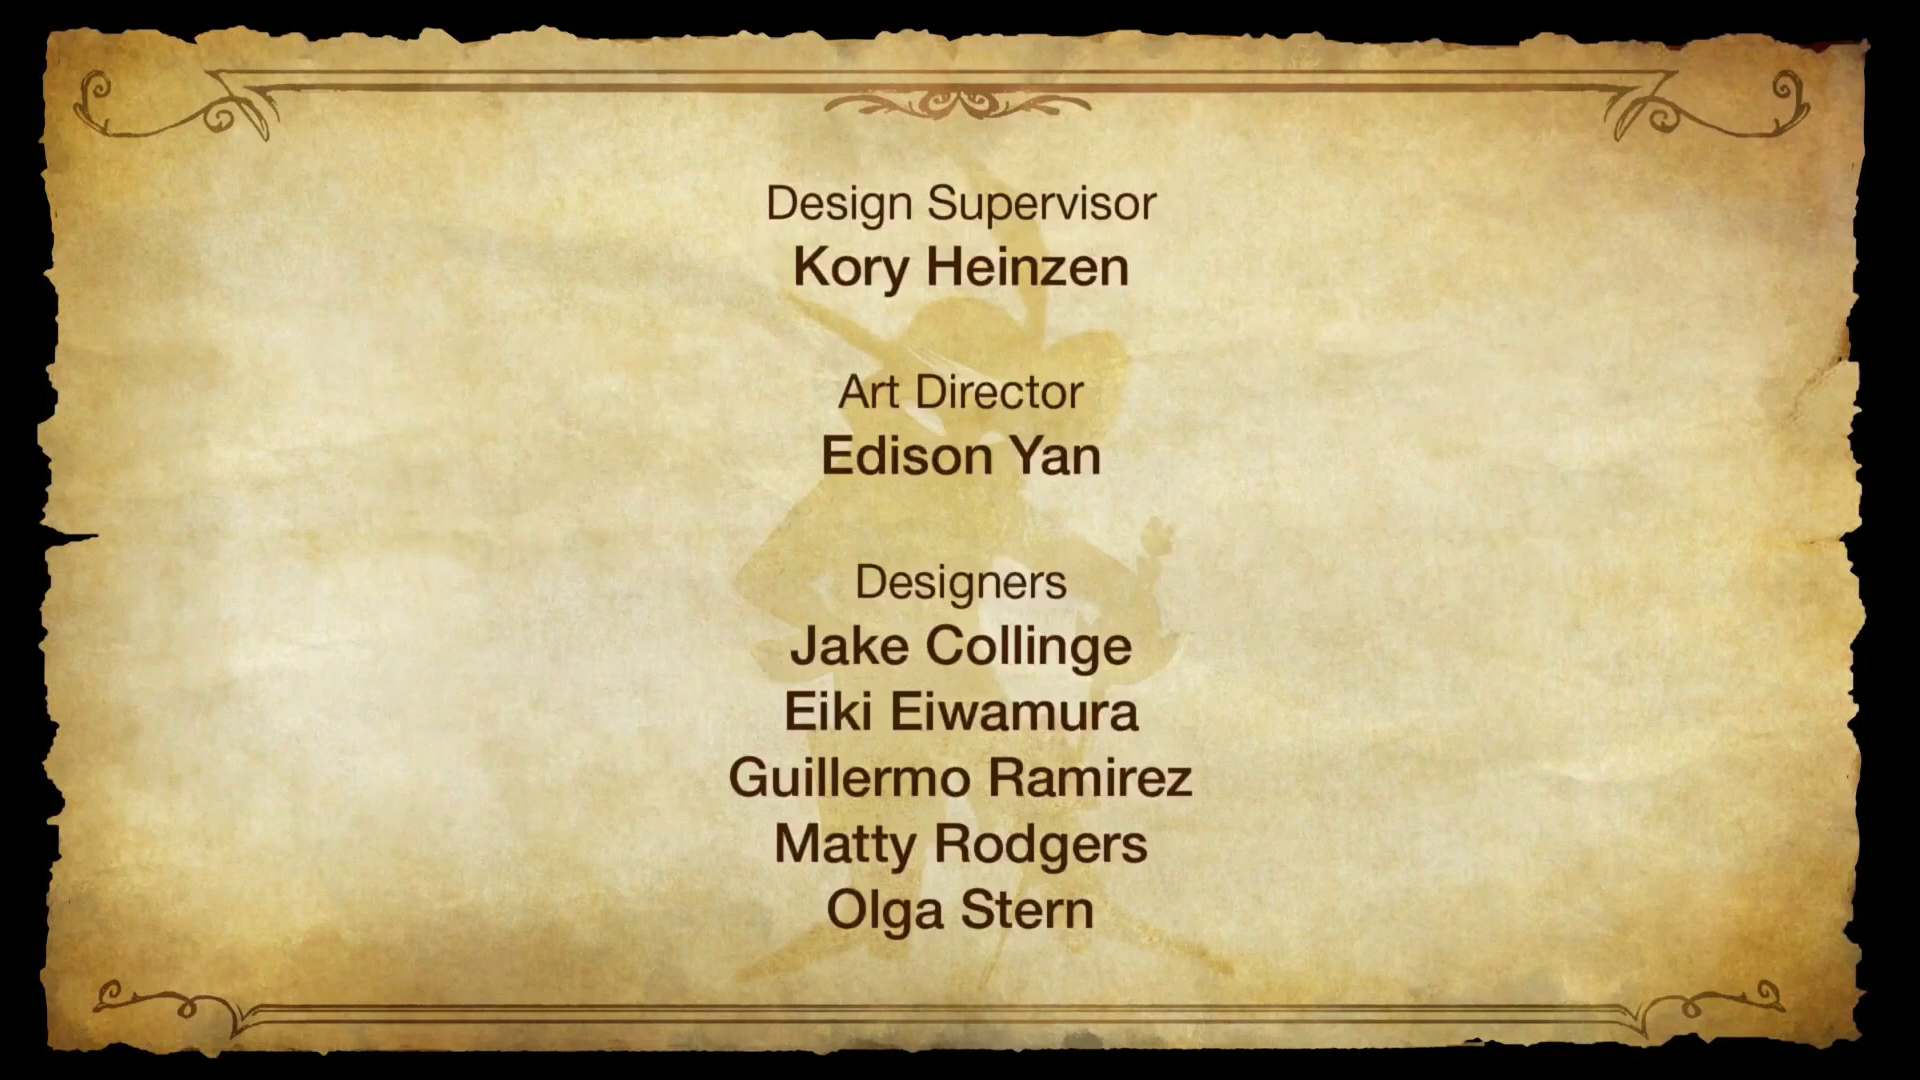 Design Supervisor
Kory Heinzen
Art Director
Edison Yan
Designers
Jake Collinge
Eiki Eiwamura
Guillermo Ramirez
Matty Rodgers
Olga Stern